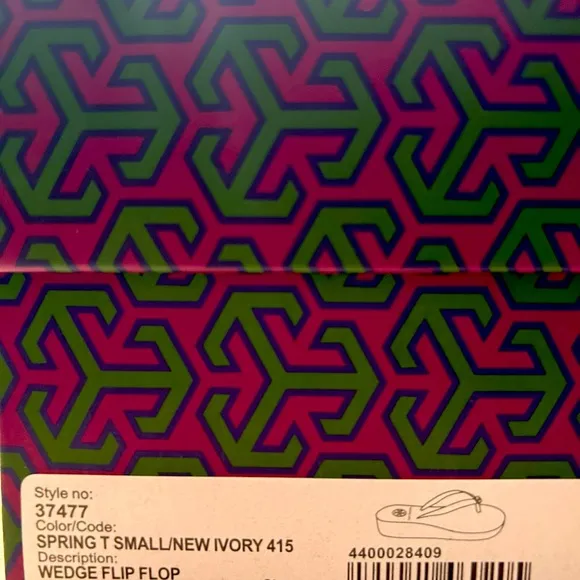 Style no:
37477
Color/Code:
SPRING T SMALL/NEW IVORY 415
Description:
WEDGE FLIP FLOP
4400028409